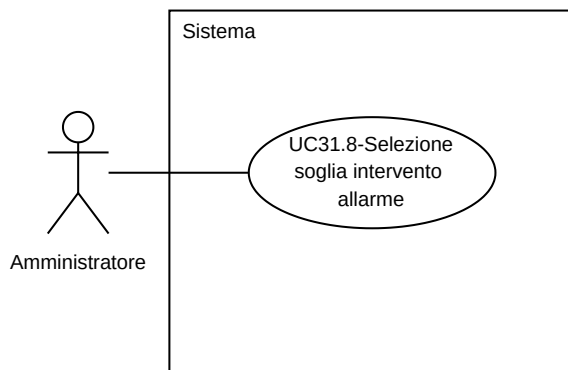 Sistema
UC31.8-Selezione
soglia intervento
allarme
Amministratore